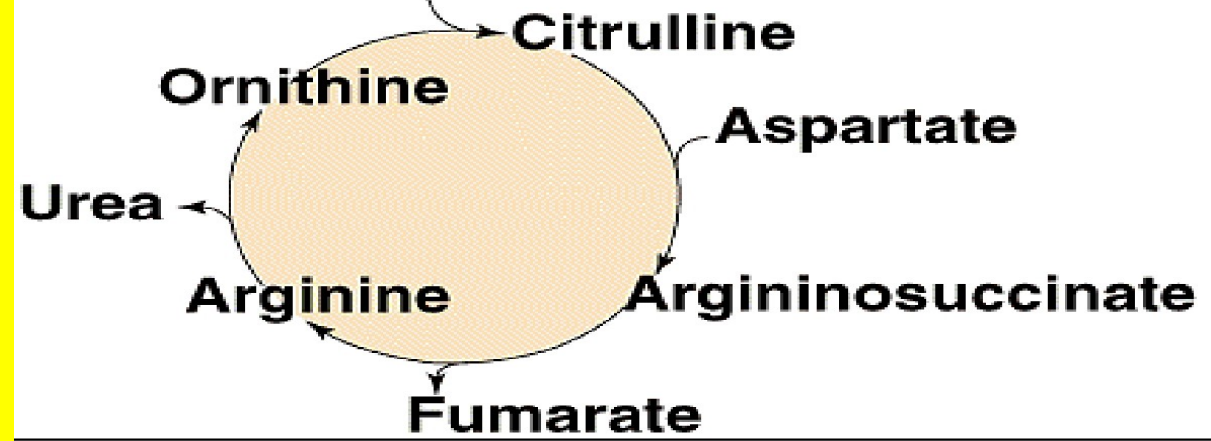 Citrulline
Ornithine
Aspartate
Urea
Arginine
Argininosuccinate
Fumarate